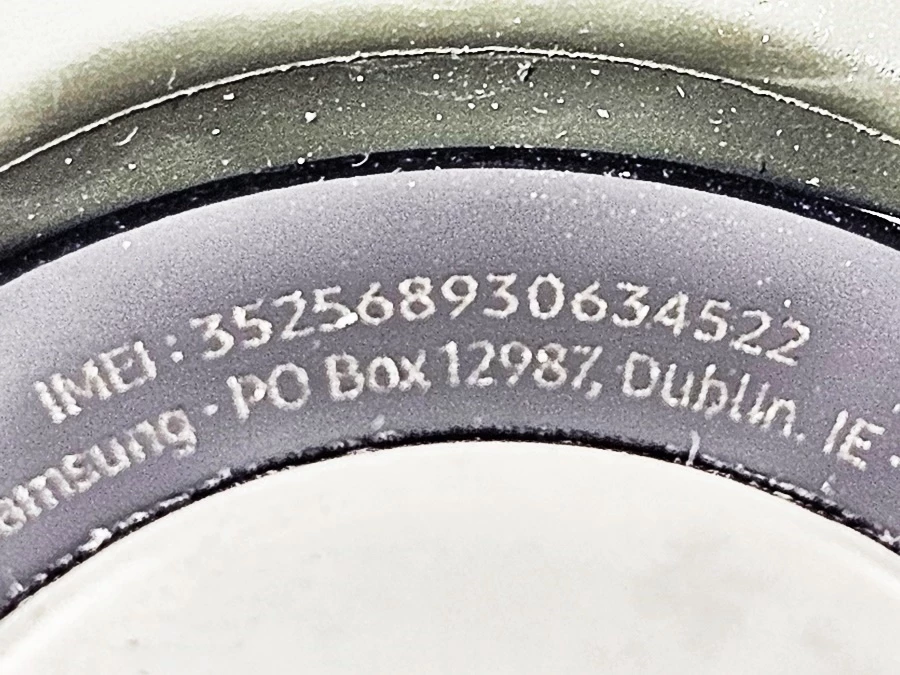 IMEI: 352568930634522
amsung - PO Box 12987, Dublin. IE -